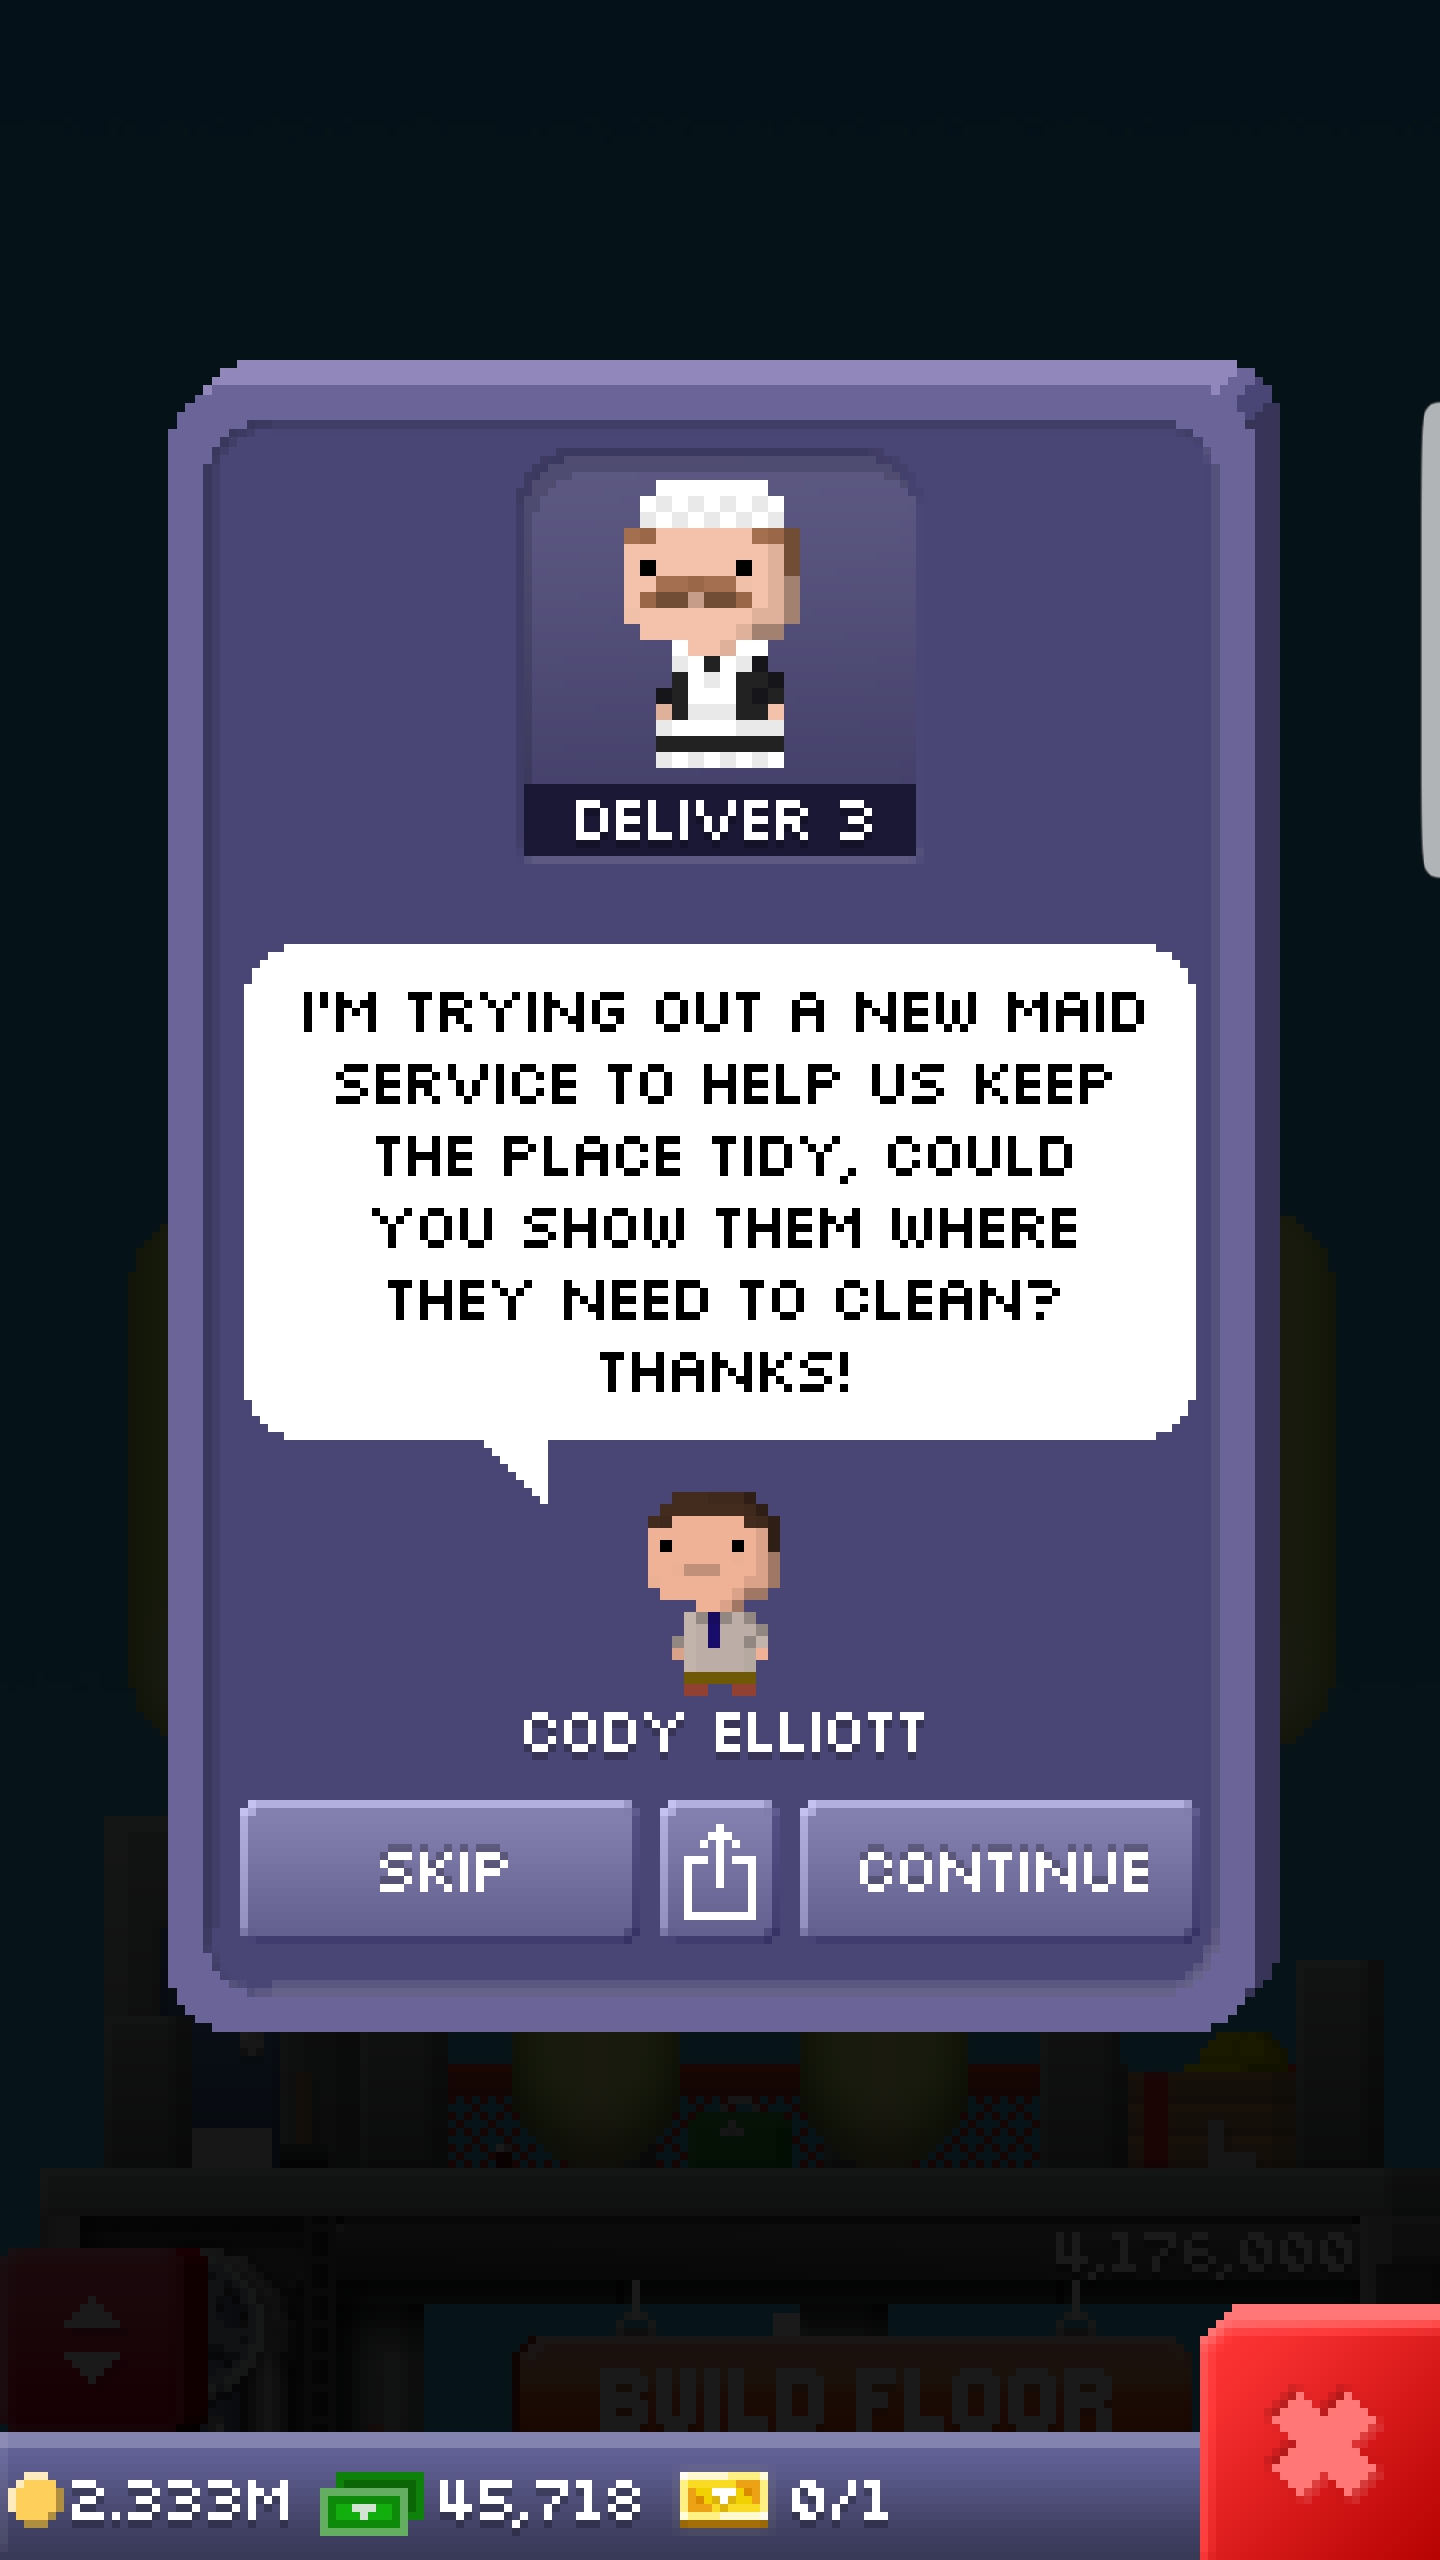 DELIVER 3
I'M TRYING OUT A NEW MAID
SERVICE TO HELP US KEEP
THE PLACE TIDY, COULD
YOU SHOW THEM WHERE
THEY NEED TO CLEAN?
THANKS!
CODY ELLIOTT
SKIP
CONTINUE
4,176,000
BUILD FLOOR
2.333M 45,718 0/1